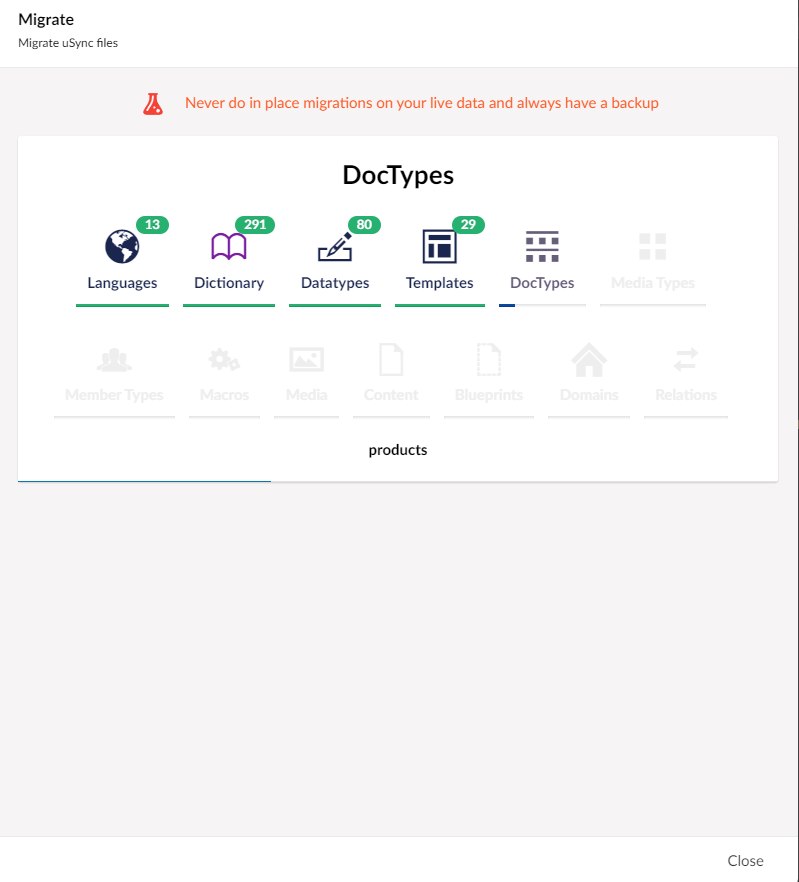 Migrate
Migrate uSync files
Never do in place migrations on your live data and always have a backup
DocTypes
13 291 80 29
Languages Dictionary Datatypes Templates DocTypes Media Types
Member Types Macros Media Content Blueprints Domains Relations
products
Close